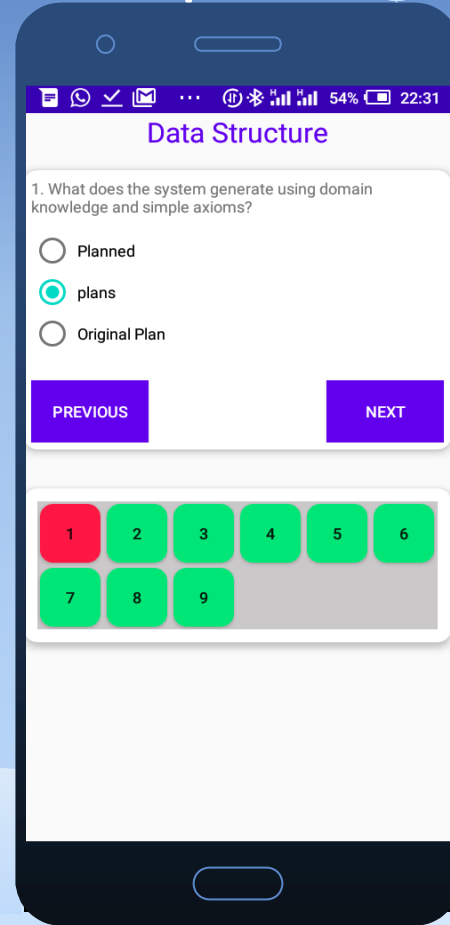 H H 54% 22:31
Data Structure
1. What does the system generate using domain
knowledge and simple axioms?
Planned
plans
Original Plan
PREVIOUS NEXT
1 2 3 4 5 6
7 8 9